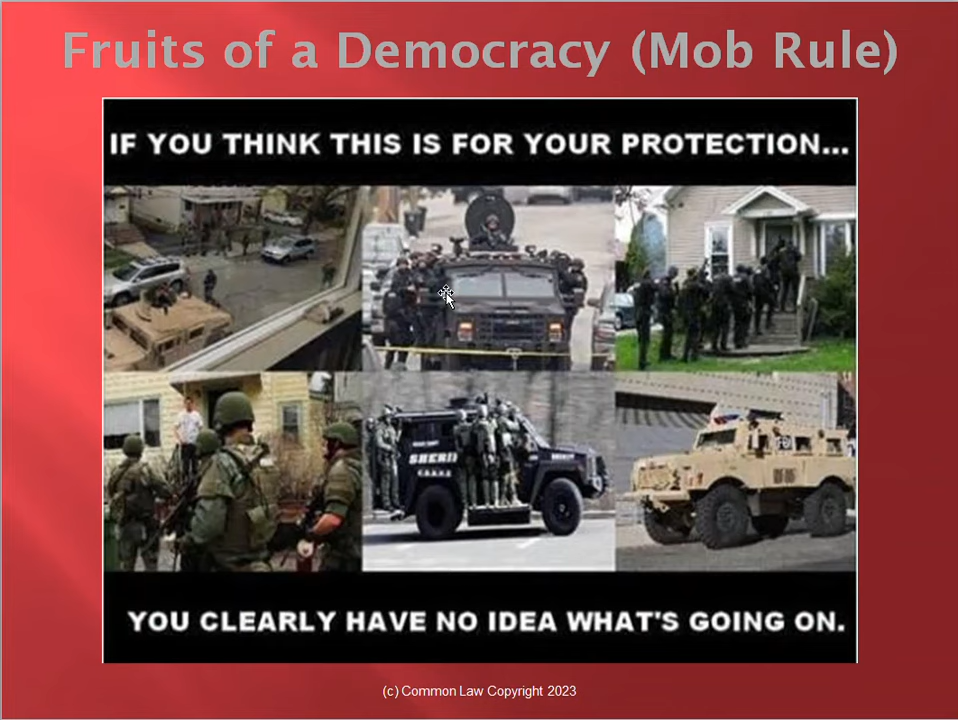 Fruits of a Democracy (Mob Rule)
IF YOU THINK THIS IS FOR YOUR PROTECTION...
SHERIFF
YOU CLEARLY HAVE NO IDEA WHAT'S GOING ON.
(c) Common Law Copyright 2023